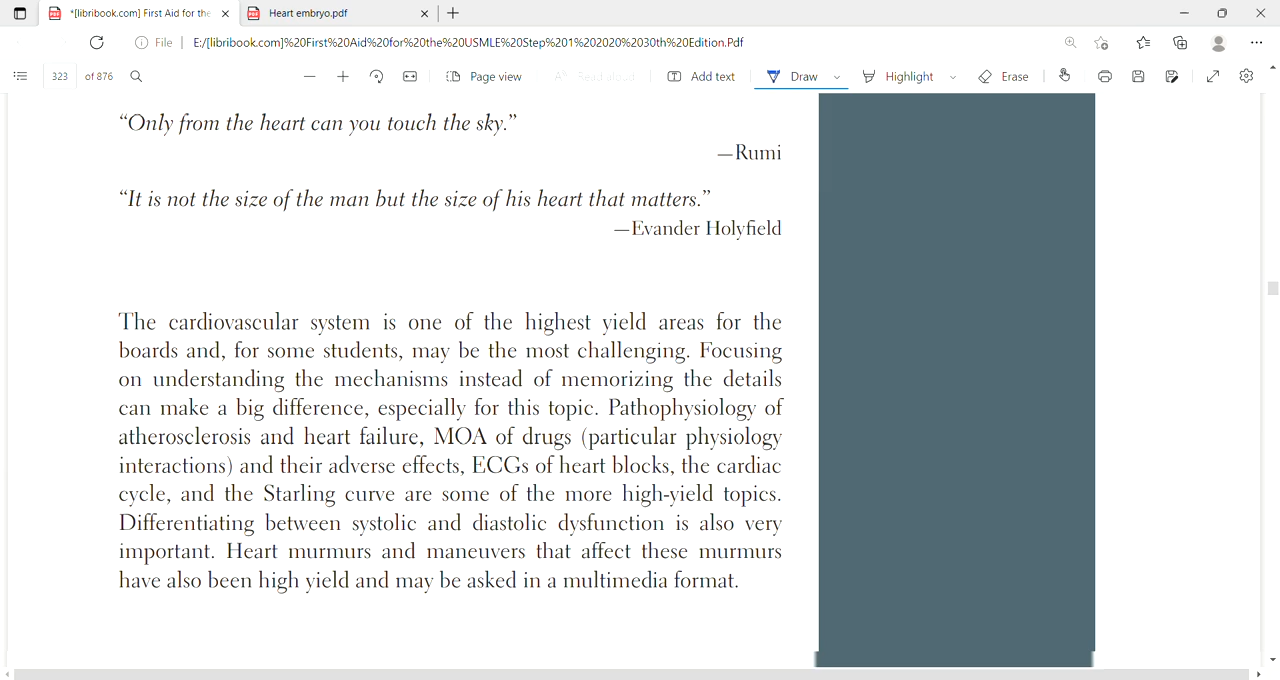 *[libribook.com] First Aid for the
Heart embryo.pdf
File
E:/[libribook.com]%20First%20Aid%20for%20the%20USMLE%20Step%201%202020%2030th%20Edition.Pdf
323 of 876
Page view
Read aloud
Add text
Draw
Highlight
Erase
“Only from the heart can you touch the sky.”
—Rumi
“It is not the size of the man but the size of his heart that matters.”
—Evander Holyfield
The cardiovascular system is one of the highest yield areas for the
boards and, for some students, may be the most challenging. Focusing
on understanding the mechanisms instead of memorizing the details
can make a big difference, especially for this topic. Pathophysiology of
atherosclerosis and heart failure, MOA of drugs (particular physiology
interactions) and their adverse effects, ECGs of heart blocks, the cardiac
cycle, and the Starling curve are some of the more high-yield topics.
Differentiating between systolic and diastolic dysfunction is also very
important. Heart murmurs and maneuvers that affect these murmurs
have also been high yield and may be asked in a multimedia format.